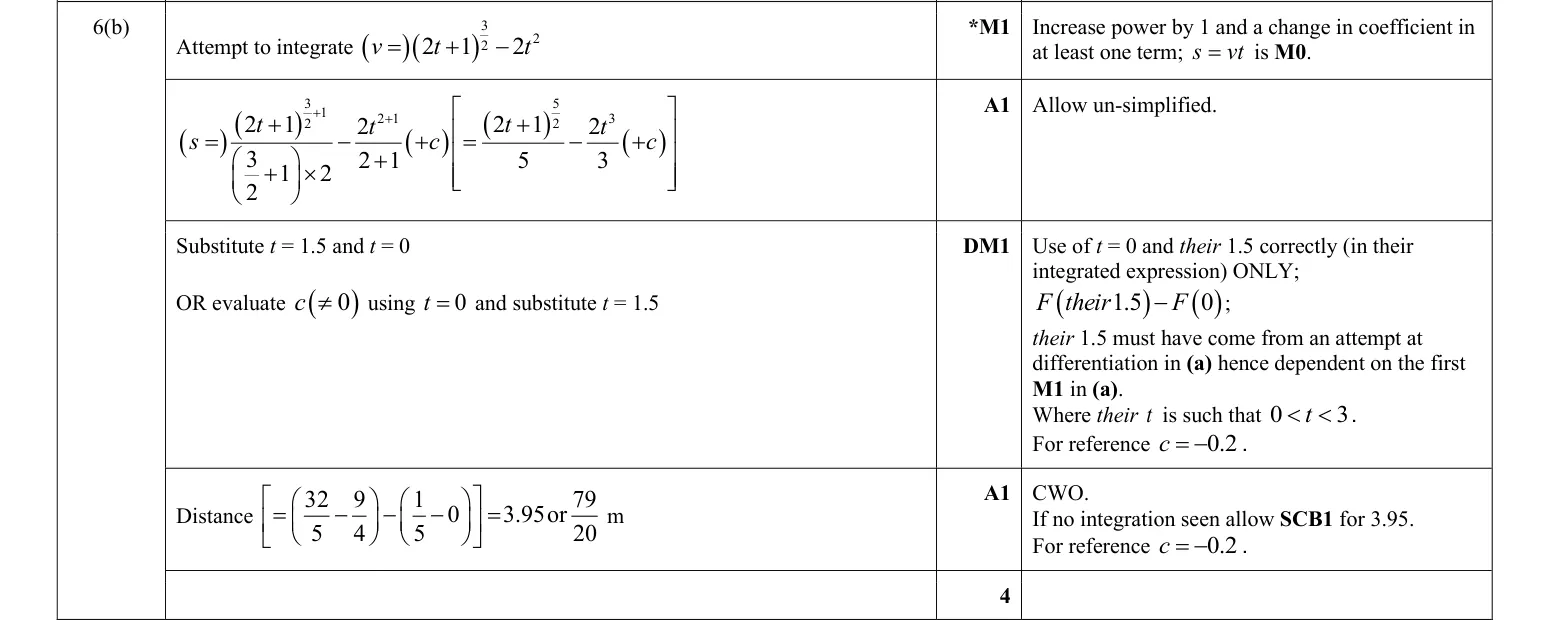 6(b)
Attempt to integrate (v =)(2t + 1)^{3/2} − 2t^2
*M1
Increase power by 1 and a change in coefficient in
at least one term; s = vt is M0.
(s =) (2t + 1)^{3/2 + 1} / ((3/2 + 1) × 2) − 2t^{2+1} / (2 + 1) (+c) [= (2t + 1)^{5/2} / 5 − 2t^3 / 3 (+c)]
A1
Allow un-simplified.
Substitute t = 1.5 and t = 0
OR evaluate c(≠ 0) using t = 0 and substitute t = 1.5
DM1
Use of t = 0 and their 1.5 correctly (in their
integrated expression) ONLY;
F(their 1.5) − F(0);
their 1.5 must have come from an attempt at
differentiation in (a) hence dependent on the first
M1 in (a).
Where their t is such that 0 < t < 3.
For reference c = −0.2.
Distance [= (32/5 − 9/4) − (1/5 − 0)] = 3.95 or 79/20 m
A1
CWO.
If no integration seen allow SCB1 for 3.95.
For reference c = −0.2.
4